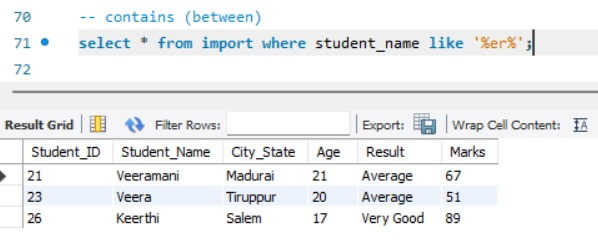 70 -- contains (between)
71 select * from import where student_name like '%er%';
72
Result Grid Filter Rows: Export: Wrap Cell Content: IA
Student_ID Student_Name City_State Age Result Marks
21 Veeramani Madurai 21 Average 67
23 Veera Tiruppur 20 Average 51
26 Keerthi Salem 17 Very Good 89